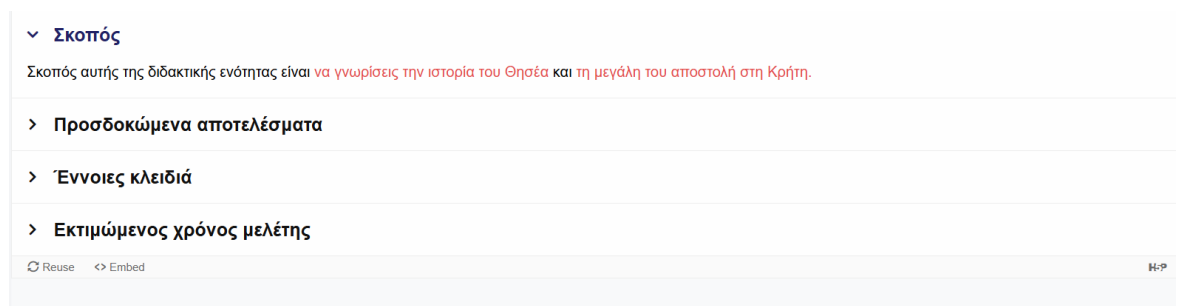 Σκοπός
Σκοπός αυτής της διδακτικής ενότητας είναι να γνωρίσεις την ιστορία του Θησέα και τη μεγάλη του αποστολή στη Κρήτη.
Προσδοκώμενα αποτελέσματα
Έννοιες κλειδιά
Εκτιμώμενος χρόνος μελέτης
Reuse <> Embed H-P